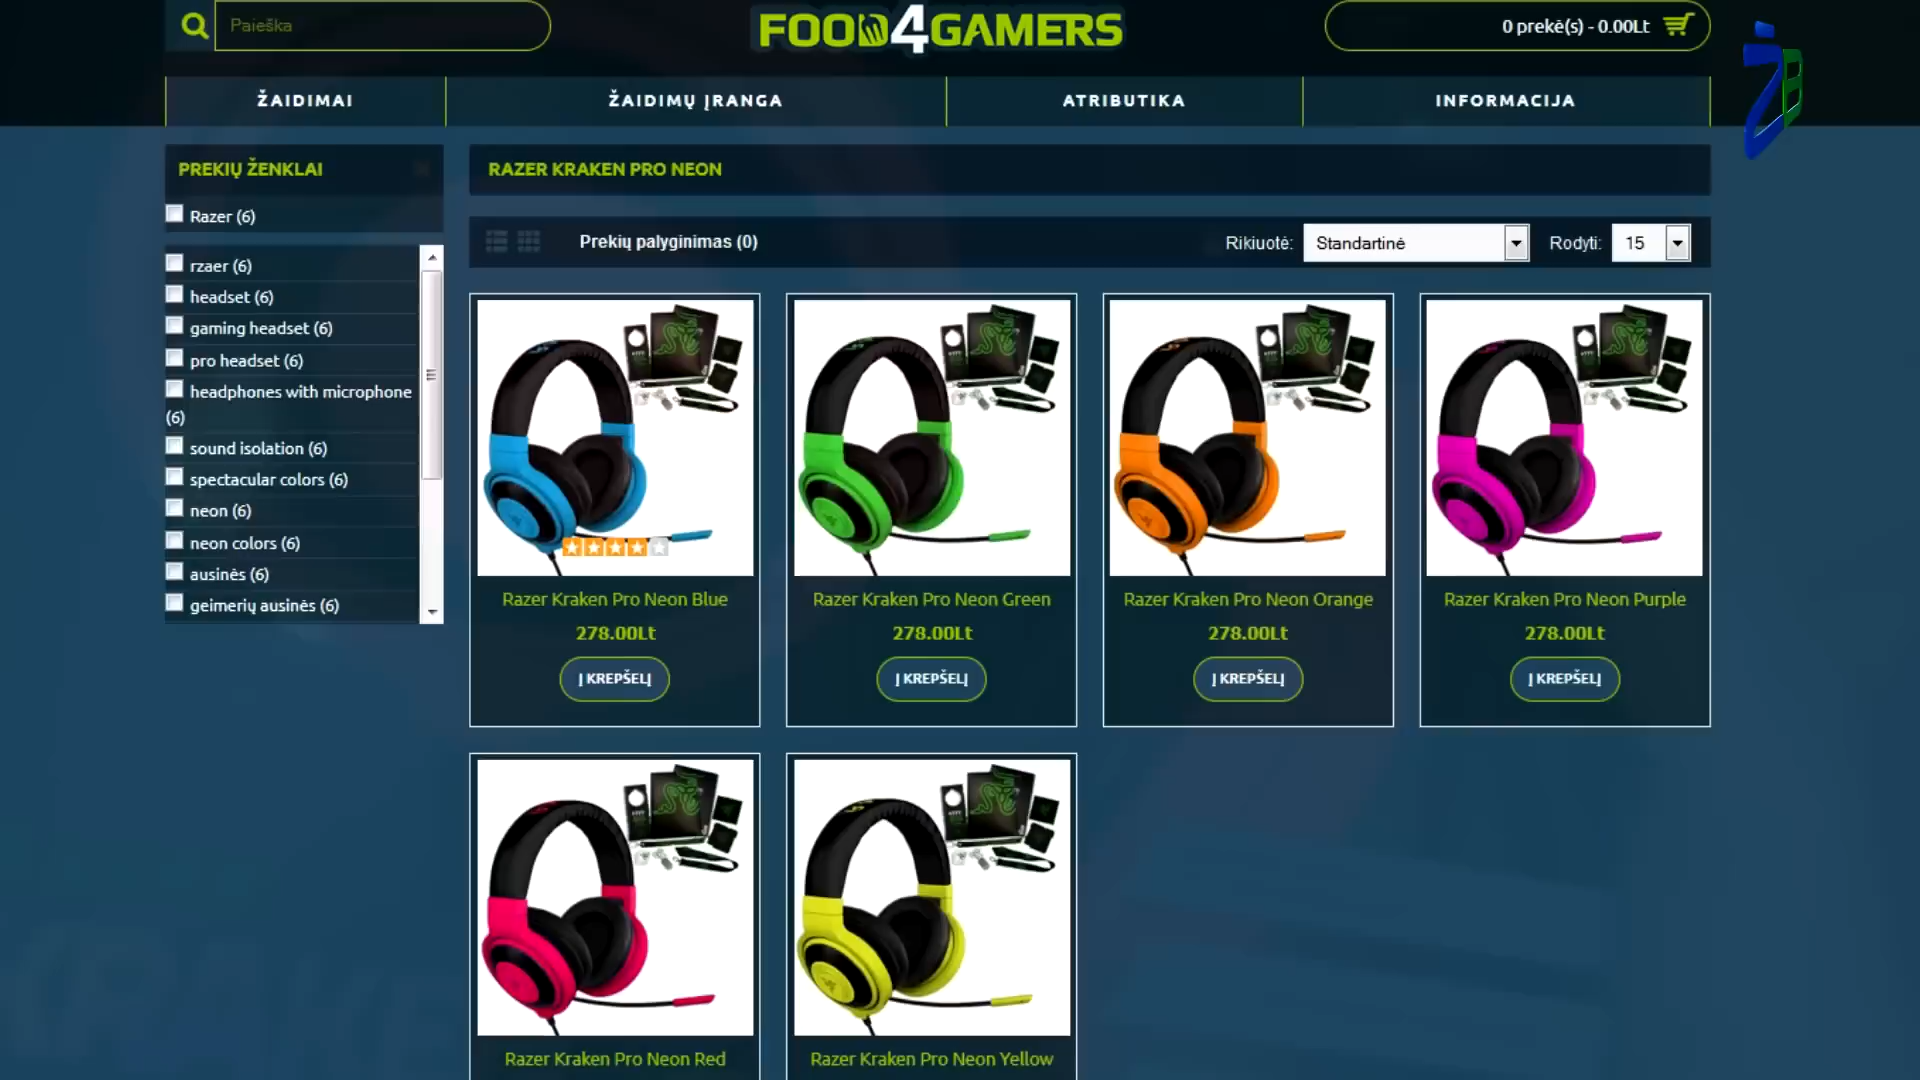 Paieška
FOOD4GAMERS
0 prekė(s) - 0.00Lt
ŽAIDIMAI
ŽAIDIMŲ ĮRANGA
ATRIBUTIKA
INFORMACIJA
ŽB
PREKIŲ ŽENKLAI
Razer (6)
rzaer (6)
headset (6)
gaming headset (6)
pro headset (6)
headphones with microphone
(6)
sound isolation (6)
spectacular colors (6)
neon (6)
neon colors (6)
ausinės (6)
geimerių ausinės (6)
RAZER KRAKEN PRO NEON
Prekių palyginimas (0)
Rikiuotė:
Standartinė
Rodyti:
15
Razer Kraken Pro Neon Blue
278.00Lt
Į KREPŠELĮ
Razer Kraken Pro Neon Green
278.00Lt
Į KREPŠELĮ
Razer Kraken Pro Neon Orange
278.00Lt
Į KREPŠELĮ
Razer Kraken Pro Neon Purple
278.00Lt
Į KREPŠELĮ
Razer Kraken Pro Neon Red
Razer Kraken Pro Neon Yellow